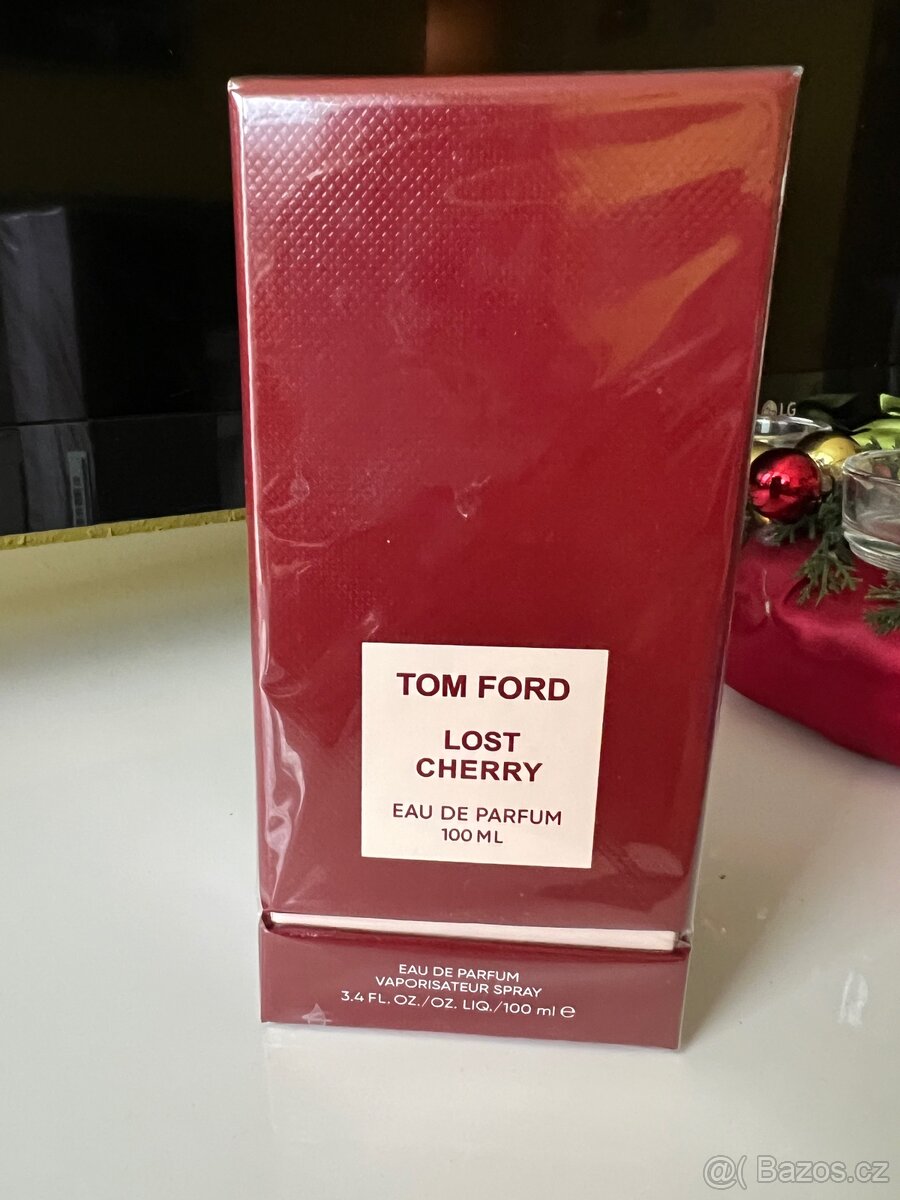 LG
TOM FORD
LOST
CHERRY
EAU DE PARFUM
100 ML
EAU DE PARFUM
VAPORISATEUR SPRAY
3.4 FL. OZ./OZ. LIQ./100 ml ℮
@( Bazos.cz